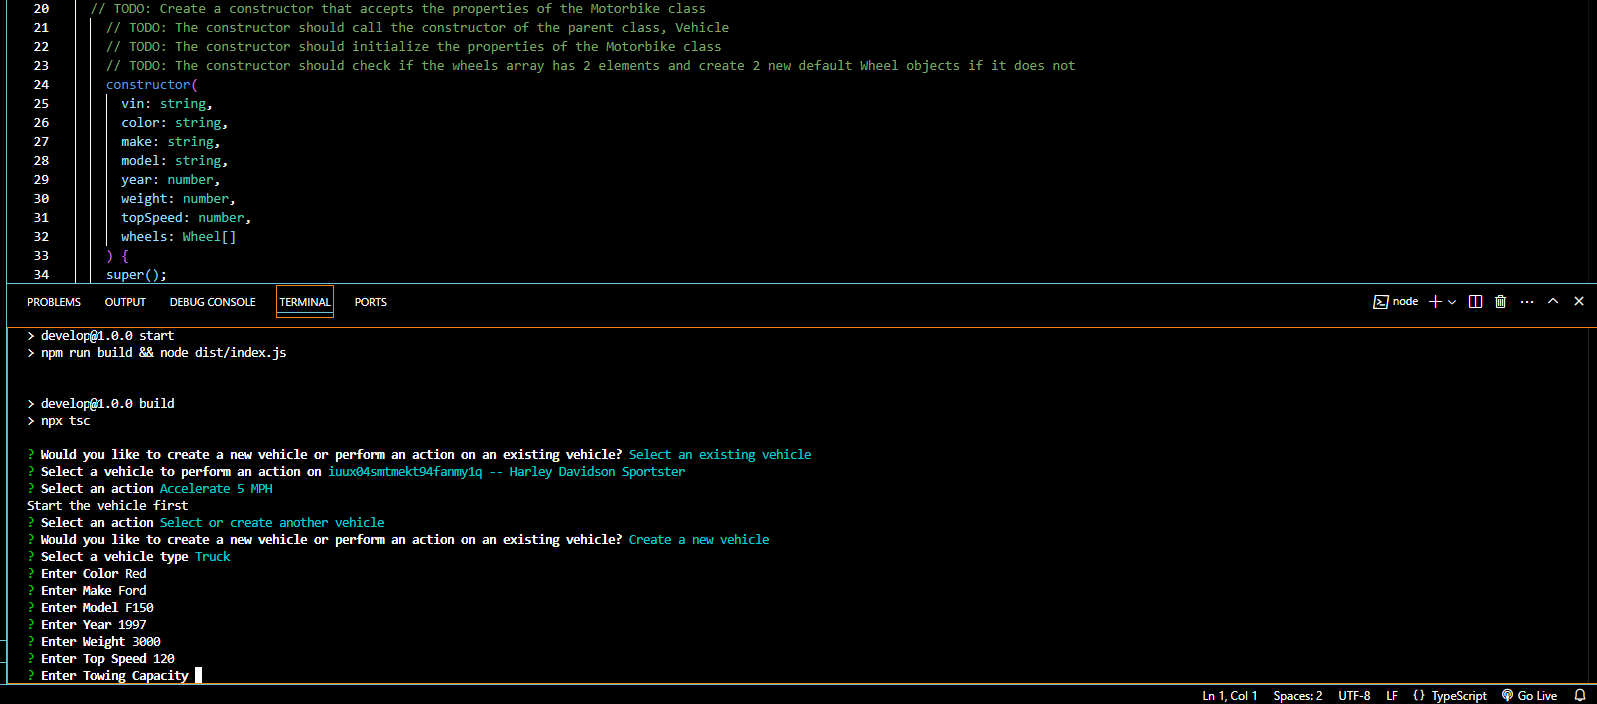 20 // TODO: Create a constructor that accepts the properties of the Motorbike class
21 // TODO: The constructor should call the constructor of the parent class, Vehicle
22 // TODO: The constructor should initialize the properties of the Motorbike class
23 // TODO: The constructor should check if the wheels array has 2 elements and create 2 new default Wheel objects if it does not
24 constructor(
25 vin: string,
26 color: string,
27 make: string,
28 model: string,
29 year: number,
30 weight: number,
31 topSpeed: number,
32 wheels: Wheel[]
33 ) {
34 super();
PROBLEMS OUTPUT DEBUG CONSOLE TERMINAL PORTS node
> develop@1.0.0 start
> npm run build && node dist/index.js
> develop@1.0.0 build
> npx tsc
? Would you like to create a new vehicle or perform an action on an existing vehicle? Select an existing vehicle
? Select a vehicle to perform an action on iuux04smtmekt94fanmy1q -- Harley Davidson Sportster
? Select an action Accelerate 5 MPH
Start the vehicle first
? Select an action Select or create another vehicle
? Would you like to create a new vehicle or perform an action on an existing vehicle? Create a new vehicle
? Select a vehicle type Truck
? Enter Color Red
? Enter Make Ford
? Enter Model F150
? Enter Year 1997
? Enter Weight 3000
? Enter Top Speed 120
? Enter Towing Capacity
Ln 1, Col 1 Spaces: 2 UTF-8 LF {} TypeScript Go Live